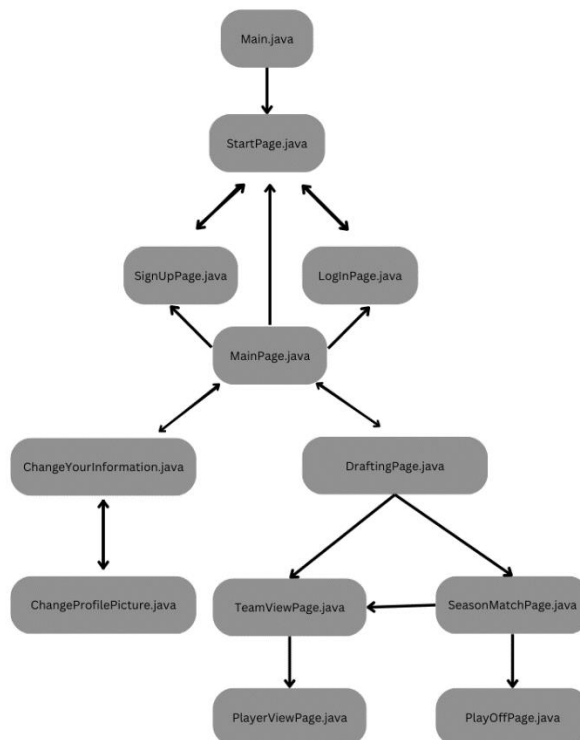 Main.java
StartPage.java
SignUpPage.java
LogInPage.java
MainPage.java
ChangeYourInformation.java
DraftingPage.java
ChangeProfilePicture.java
TeamViewPage.java
SeasonMatchPage.java
PlayerViewPage.java
PlayOffPage.java